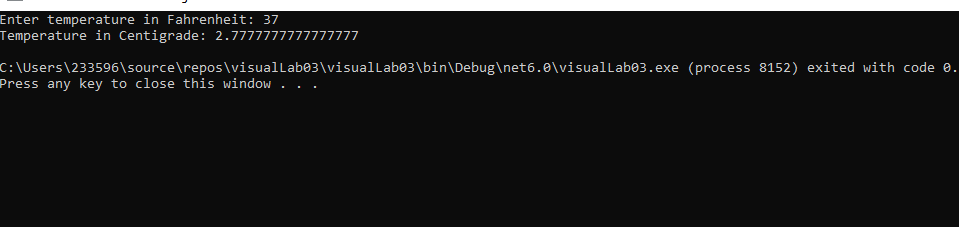 Enter temperature in Fahrenheit: 37
Temperature in Centigrade: 2.7777777777777777
C:\Users\233596\source\repos\visualLab03\visualLab03\bin\Debug\net6.0\visualLab03.exe (process 8152) exited with code 0.
Press any key to close this window . . .